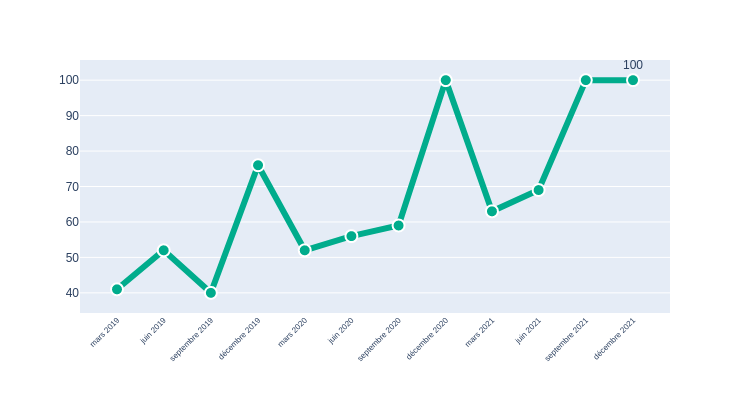 100
100
90
80
70
60
50
40
mars 2019
juin 2019
septembre 2019
décembre 2019
mars 2020
juin 2020
septembre 2020
décembre 2020
mars 2021
juin 2021
septembre 2021
décembre 2021